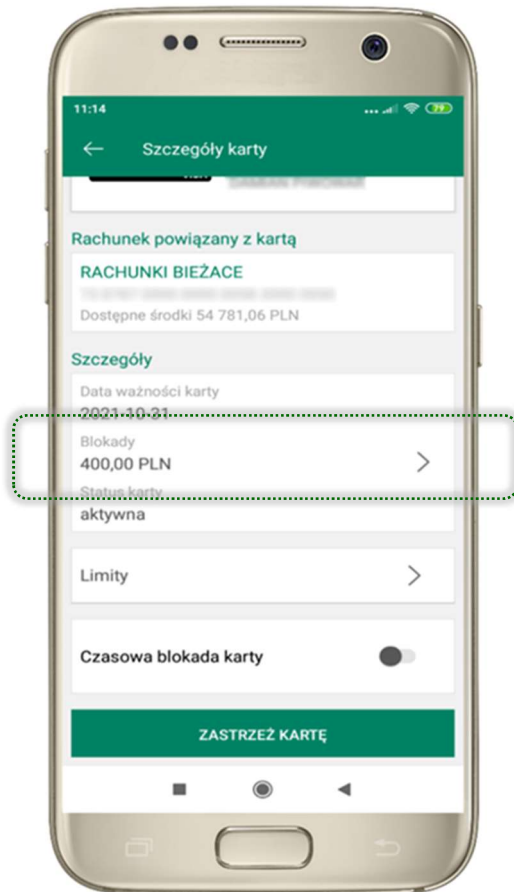 11:14
79
Szczegóły karty
Rachunek powiązany z kartą
RACHUNKI BIEŻACE
Dostępne środki 54 781,06 PLN
Szczegóły
Data ważności karty
2021-10-31
Blokady
400,00 PLN
Status karty
aktywna
Limity
Czasowa blokada karty
ZASTRZEŻ KARTĘ